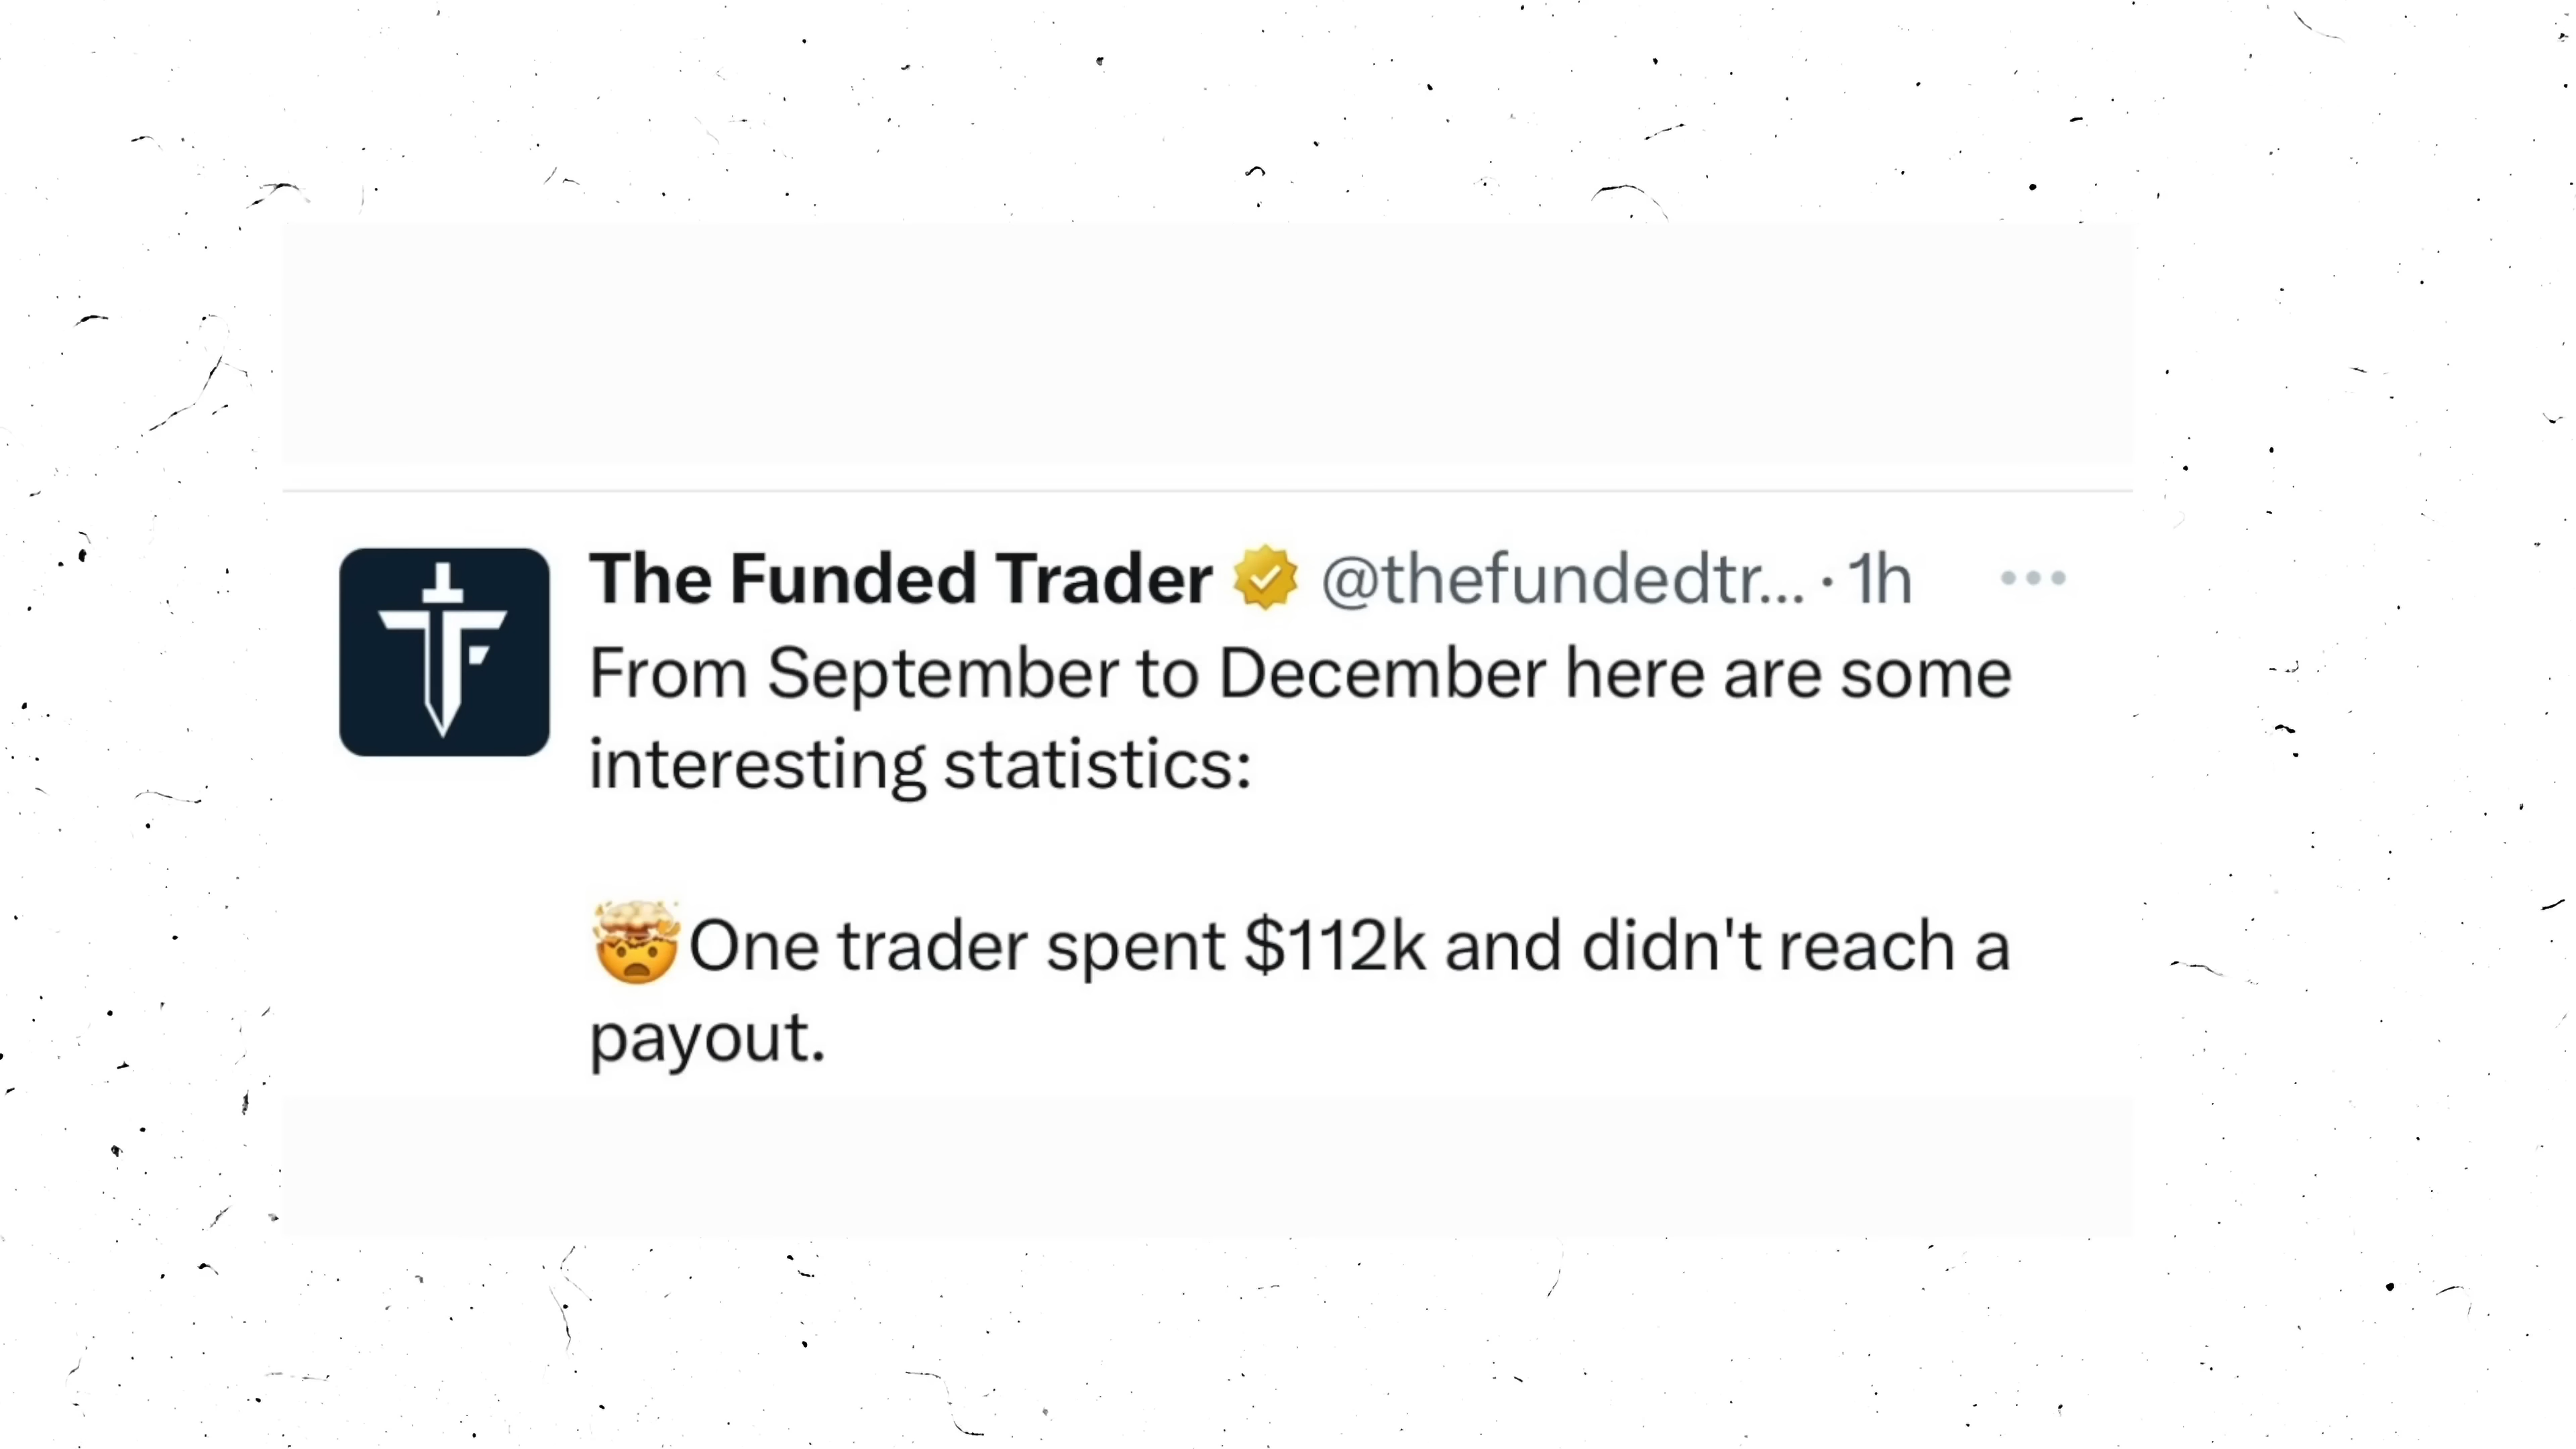 The Funded Trader @thefundedtr... · 1h
From September to December here are some
interesting statistics:
🤯One trader spent $112k and didn't reach a
payout.